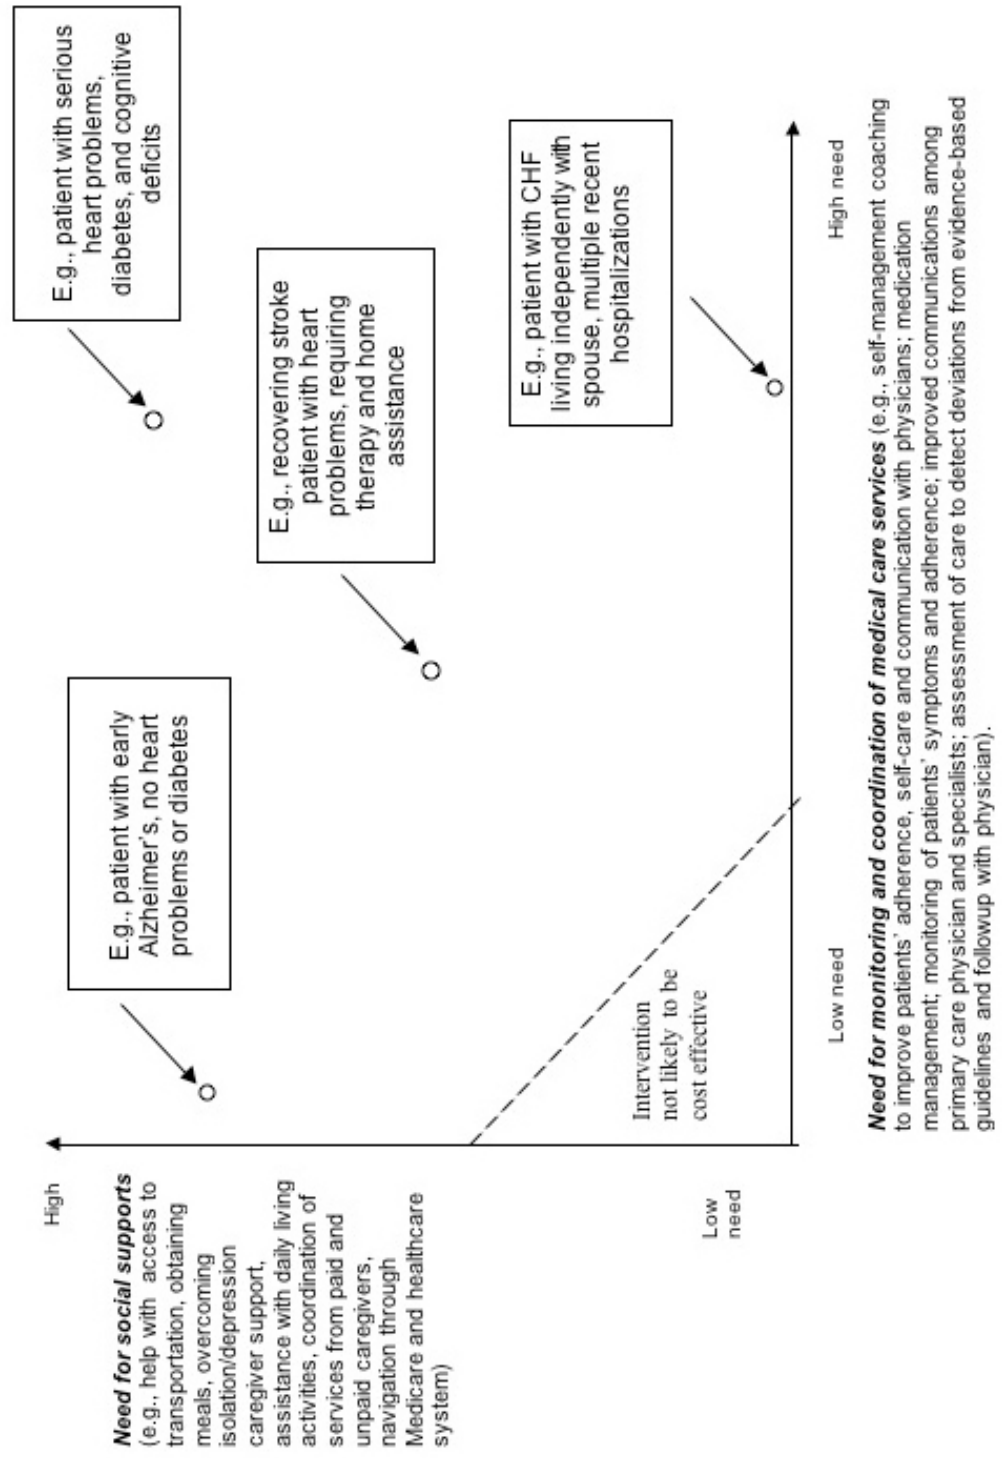 High
Need for social supports
(e.g., help with access to
transportation, obtaining
meals, overcoming
isolation/depression
caregiver support,
assistance with daily living
activities, coordination of
services from paid and
unpaid caregivers,
navigation through
Medicare and healthcare
system)
Low
need
E.g., patient with early
Alzheimer's, no heart
problems or diabetes
E.g., patient with serious
heart problems,
diabetes, and cognitive
deficits
E.g., recovering stroke
patient with heart
problems, requiring
therapy and home
assistance
E.g., patient with CHF
living independently with
spouse, multiple recent
hospitalizations
Intervention
not likely to be
cost effective
Low need
High need
Need for monitoring and coordination of medical care services (e.g., self-management coaching
to improve patients' adherence, self-care and communication with physicians; medication
management; monitoring of patients' symptoms and adherence; improved communications among
primary care physician and specialists; assessment of care to detect deviations from evidence-based
guidelines and followup with physician).